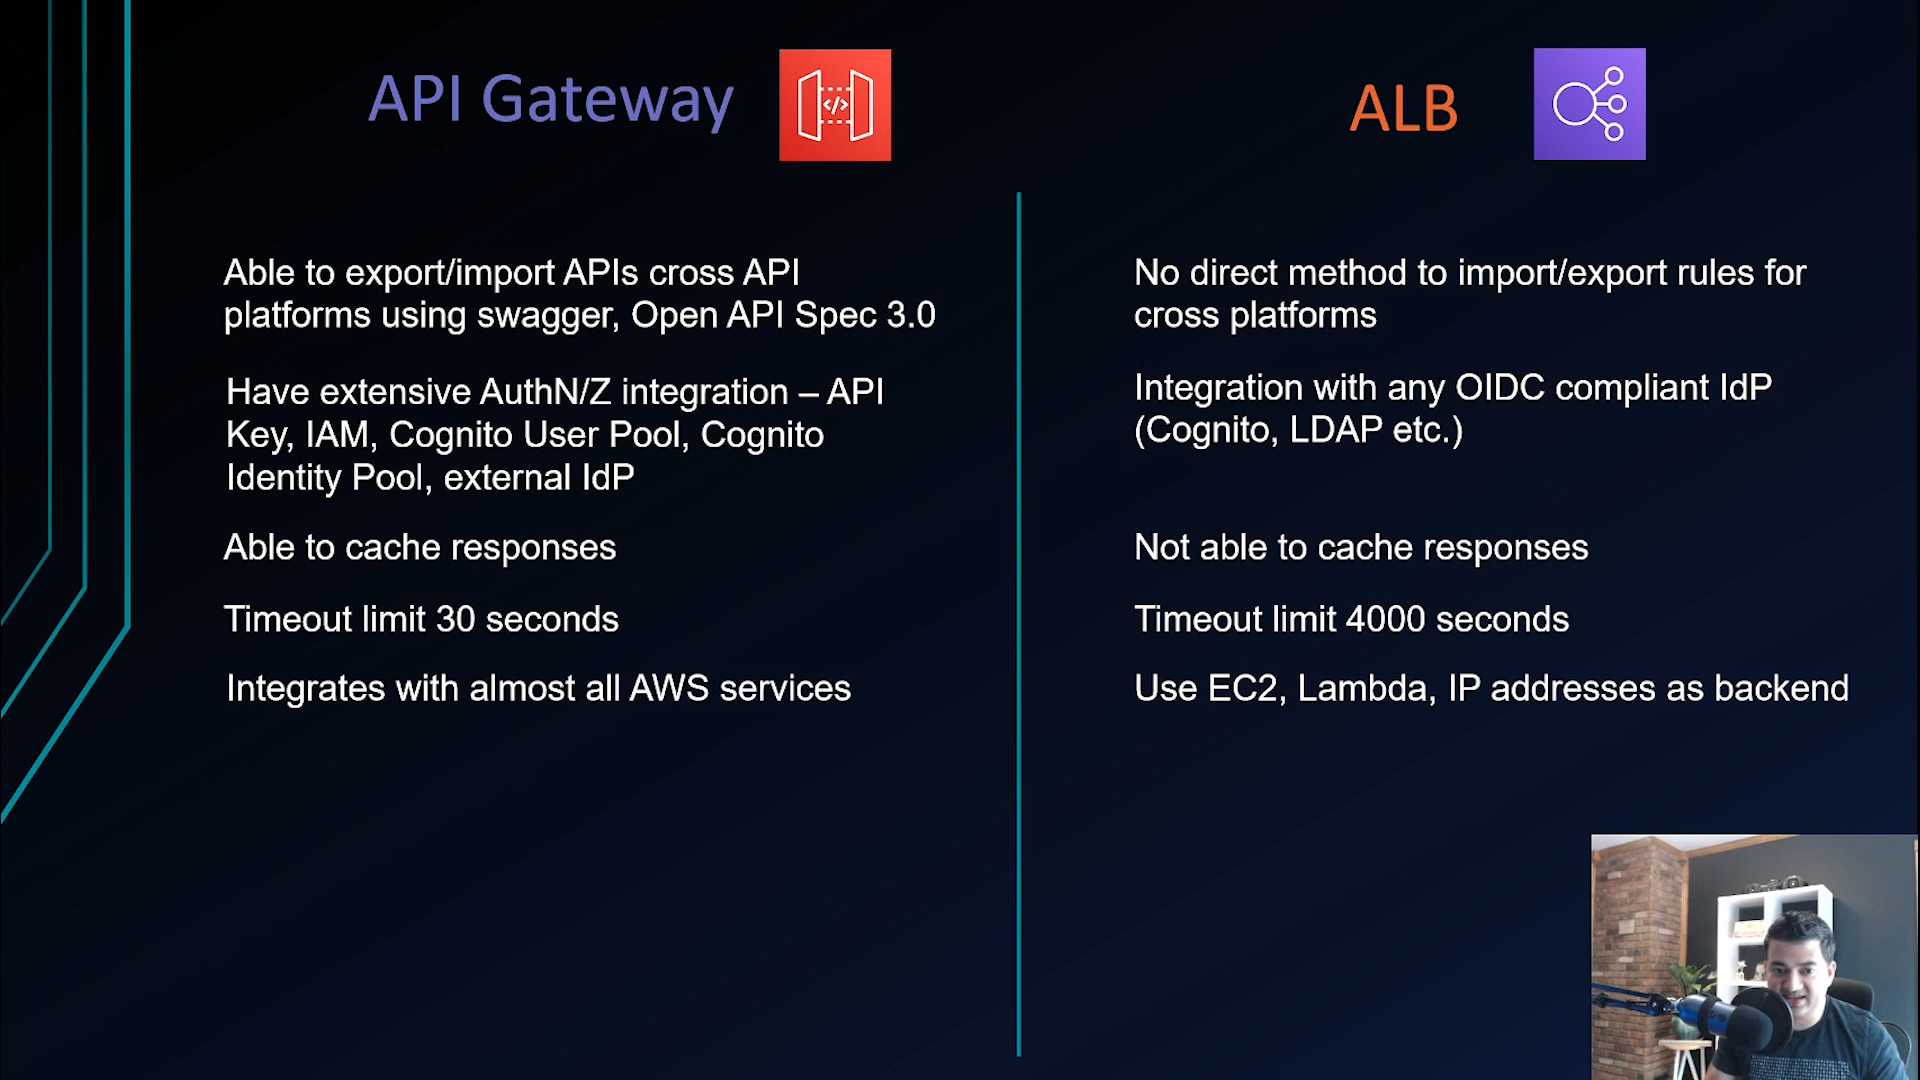 API Gateway
</>
ALB
Able to export/import APIs cross API
platforms using swagger, Open API Spec 3.0
Have extensive AuthN/Z integration – API
Key, IAM, Cognito User Pool, Cognito
Identity Pool, external IdP
Able to cache responses
Timeout limit 30 seconds
Integrates with almost all AWS services
No direct method to import/export rules for
cross platforms
Integration with any OIDC compliant IdP
(Cognito, LDAP etc.)
Not able to cache responses
Timeout limit 4000 seconds
Use EC2, Lambda, IP addresses as backend